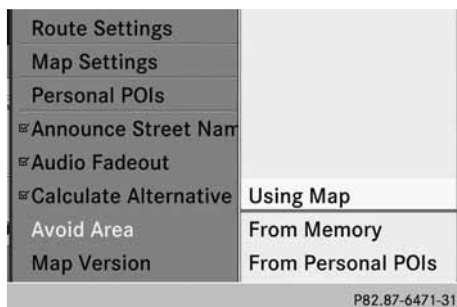 Route Settings
Map Settings
Personal POIs
Announce Street Nam
Audio Fadeout
Calculate Alternative
Avoid Area
Map Version
Using Map
From Memory
From Personal POIs
P82.87-6471-31